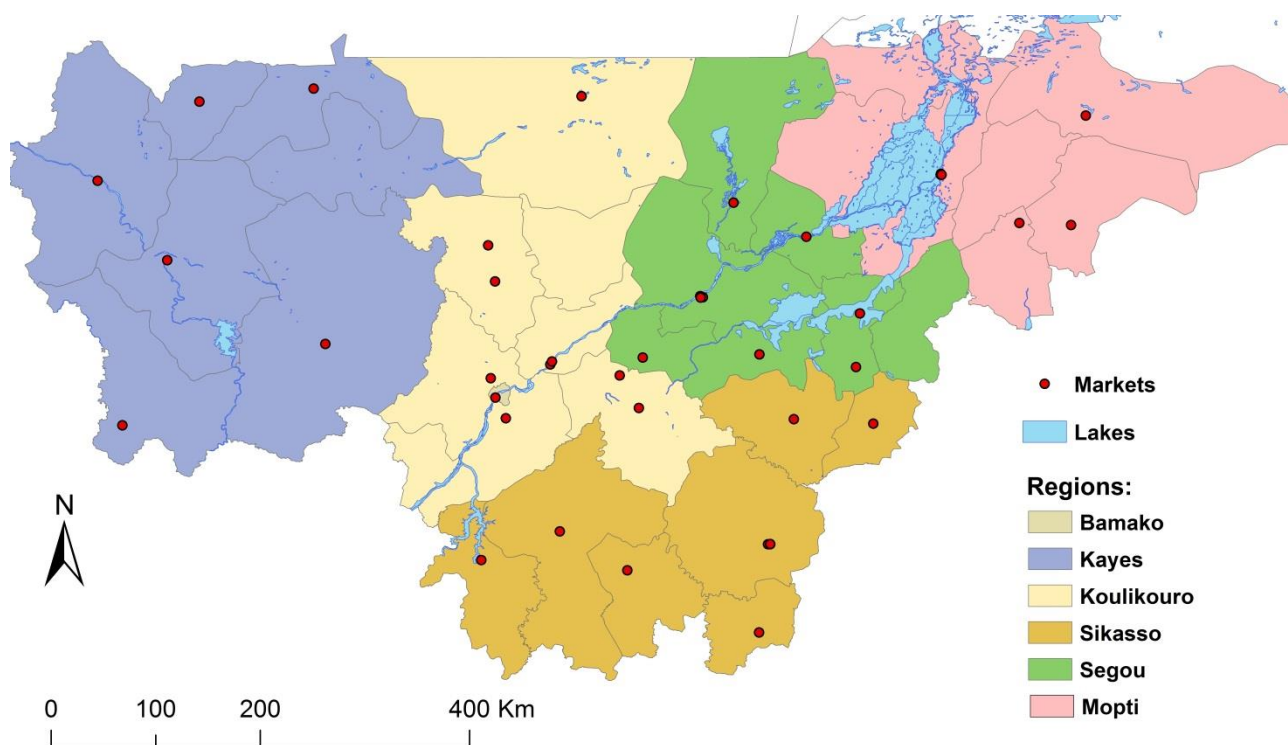 Markets
Lakes
Regions:
Bamako
Kayes
Koulikouro
Sikasso
Segou
Mopti
N
0 100 200 400 Km